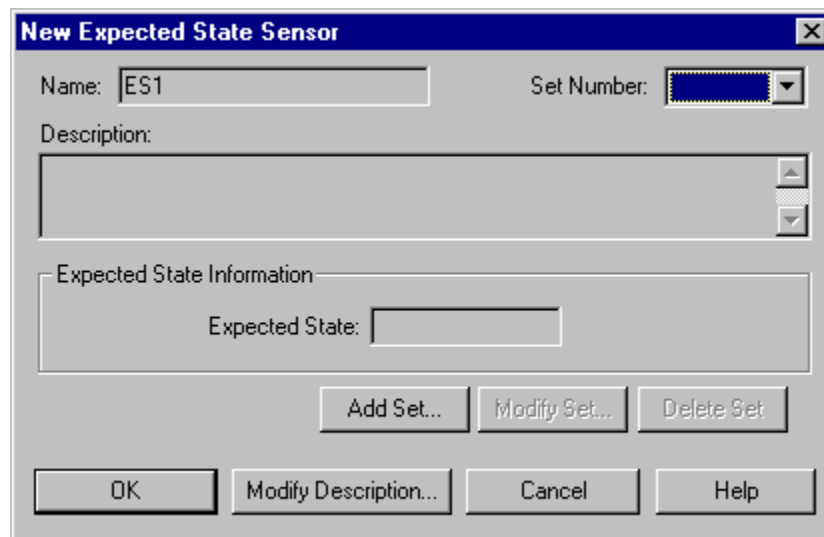 New Expected State Sensor
Name: ES1 Set Number:
Description:
Expected State Information
Expected State:
Add Set... Modify Set... Delete Set
OK Modify Description... Cancel Help